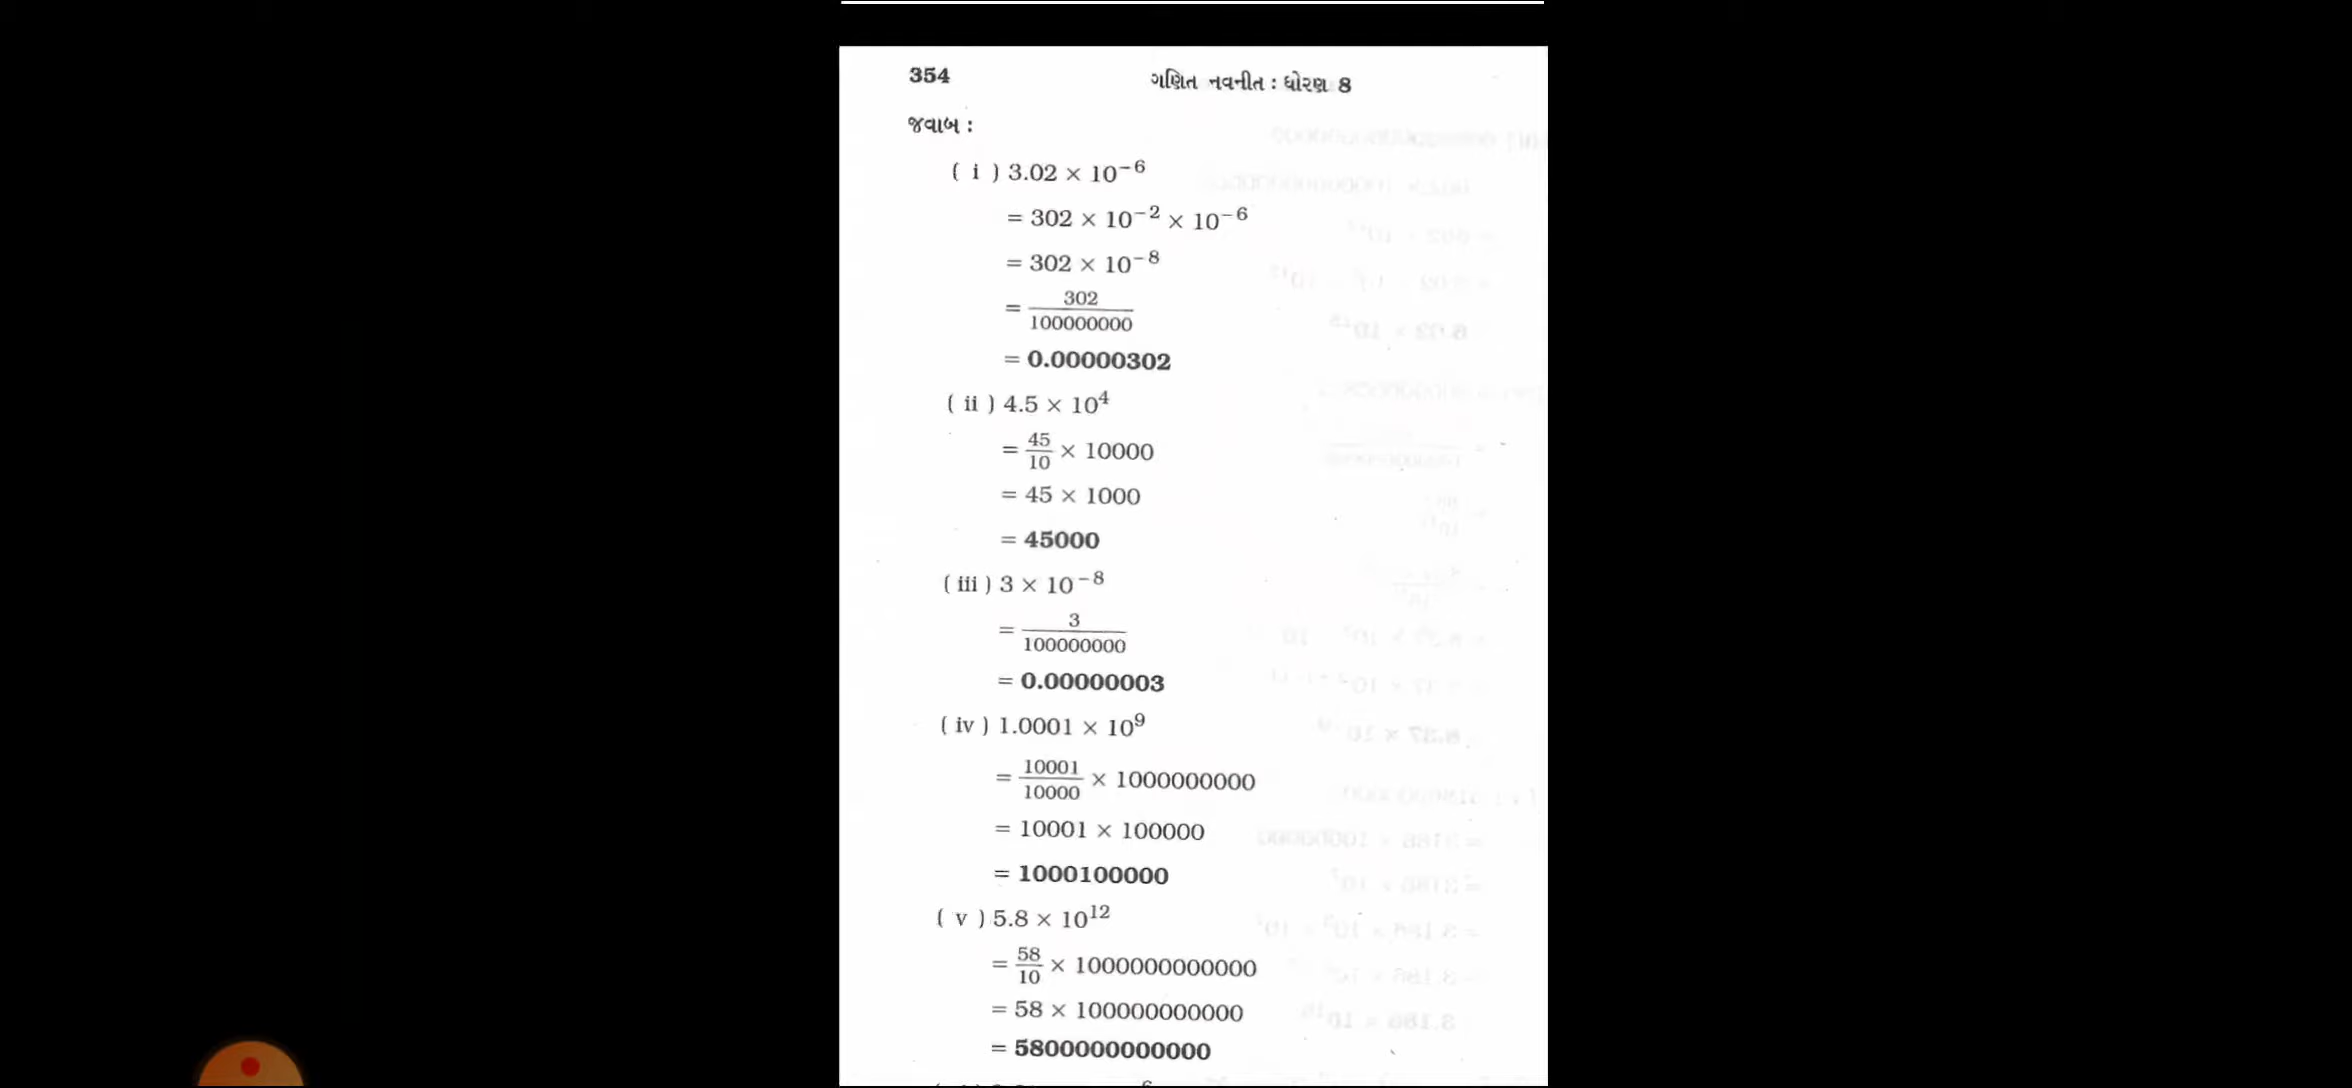 354 ગણિત નવનીત : ધોરણ 8
જવાબ :
( i ) 3.02 × 10⁻⁶
= 302 × 10⁻² × 10⁻⁶
= 302 × 10⁻⁸
= 302/100000000
= 0.00000302
( ii ) 4.5 × 10⁴
= 45/10 × 10000
= 45 × 1000
= 45000
( iii ) 3 × 10⁻⁸
= 3/100000000
= 0.00000003
( iv ) 1.0001 × 10⁹
= 10001/10000 × 1000000000
= 10001 × 100000
= 1000100000
( v ) 5.8 × 10¹²
= 58/10 × 1000000000000
= 58 × 100000000000
= 5800000000000